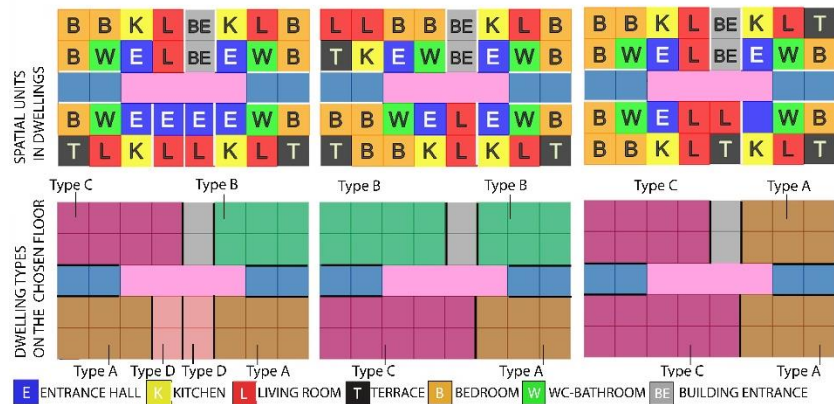 SPATIAL UNITS
IN DWELLINGS
B B K L BE K L B
B W E L BE E W B
B W E E E E W B
T L K L L K L T
L L B B BE K L B
T K E W BE E W B
B B W E L E W B
T B B K L K L T
B B K L BE K L T
B W E L BE E W B
B W E L L W B
B B K L T K L T
DWELLING TYPES
ON THE CHOSEN FLOOR
Type C Type B
Type A Type D Type D Type A
Type B Type B
Type C Type A
Type C Type A
Type C Type A
E ENTRANCE HALL K KITCHEN L LIVING ROOM T TERRACE B BEDROOM W WC-BATHROOM BE BUILDING ENTRANCE